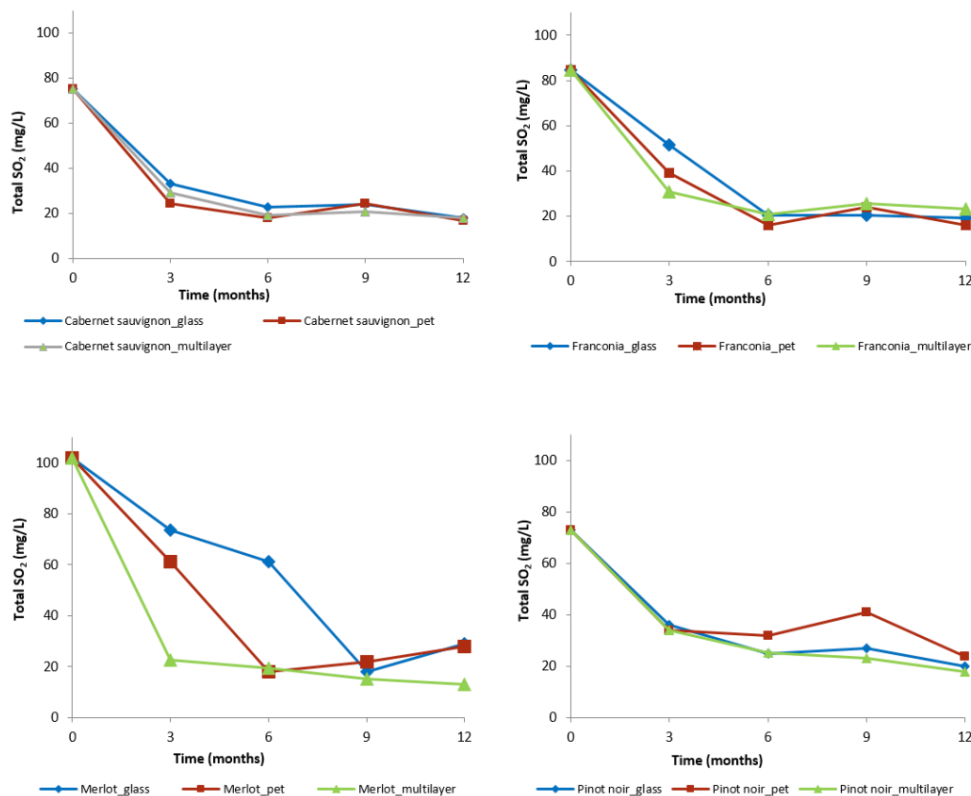 100
80
60
40
20
0
Total SO₂ (mg/L)
0 3 6 9 12
Time (months)
Cabernet sauvignon_glass Cabernet sauvignon_pet
Cabernet sauvignon_multilayer
100
80
60
40
20
0
Total SO₂ (mg/L)
0 3 6 9 12
Time (months)
Franconia_glass Franconia_pet Franconia_multilayer
100
80
60
40
20
0
Total SO₂ (mg/L)
0 3 6 9 12
Time (months)
Merlot_glass Merlot_pet Merlot_multilayer
100
80
60
40
20
0
Total SO₂ (mg/L)
0 3 6 9 12
Time (months)
Pinot noir_glass Pinot noir_pet Pinot noir_multilayer